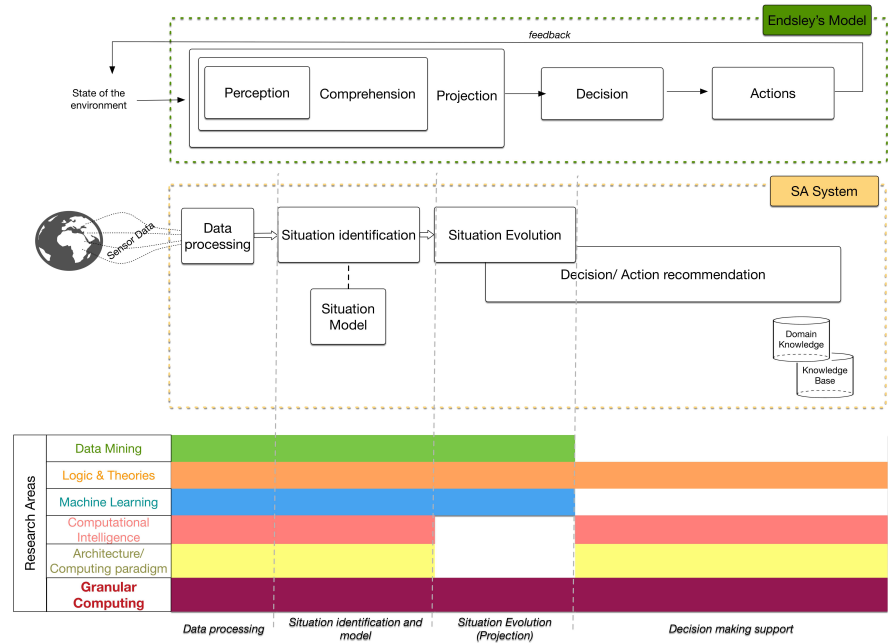 Endsley's Model
feedback
State of the
environment
Perception
Comprehension
Projection
Decision
Actions
SA System
Sensor Data
Data
processing
Situation identification
Situation Evolution
Decision/ Action recommendation
Situation
Model
Domain
Knowledge
Knowledge
Base
Research Areas
Data Mining
Logic & Theories
Machine Learning
Computational
Intelligence
Architecture/
Computing paradigm
Granular
Computing
Data processing
Situation identification and
model
Situation Evolution
(Projection)
Decision making support